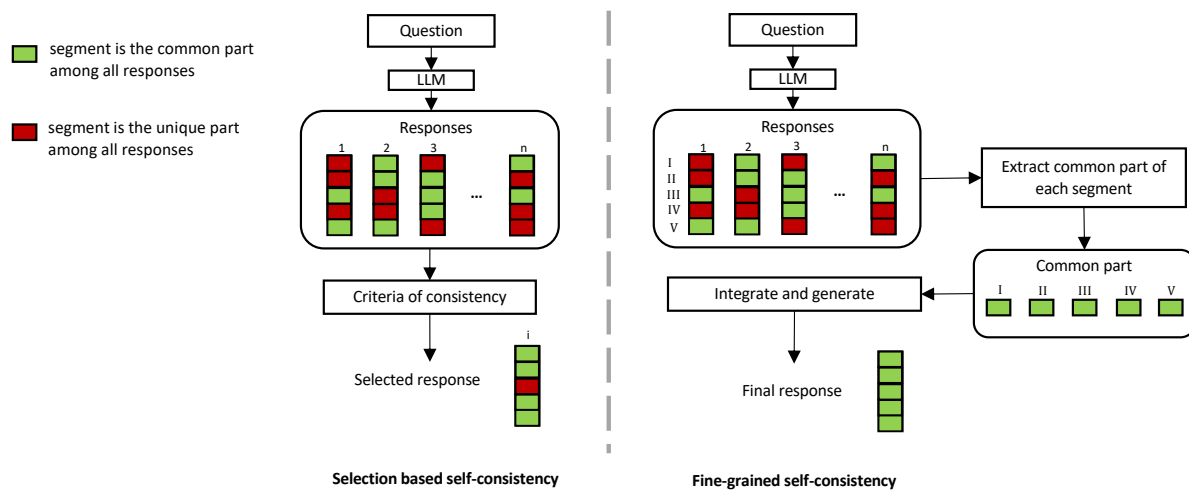 segment is the common part
among all responses
segment is the unique part
among all responses
Question
LLM
Responses
1 2 3 n
...
Criteria of consistency
i
Selected response
Selection based self-consistency
Question
LLM
Responses
1 2 3 n
I
II
III ...
IV
V
Extract common part of
each segment
Common part
I II III IV V
Integrate and generate
Final response
Fine-grained self-consistency